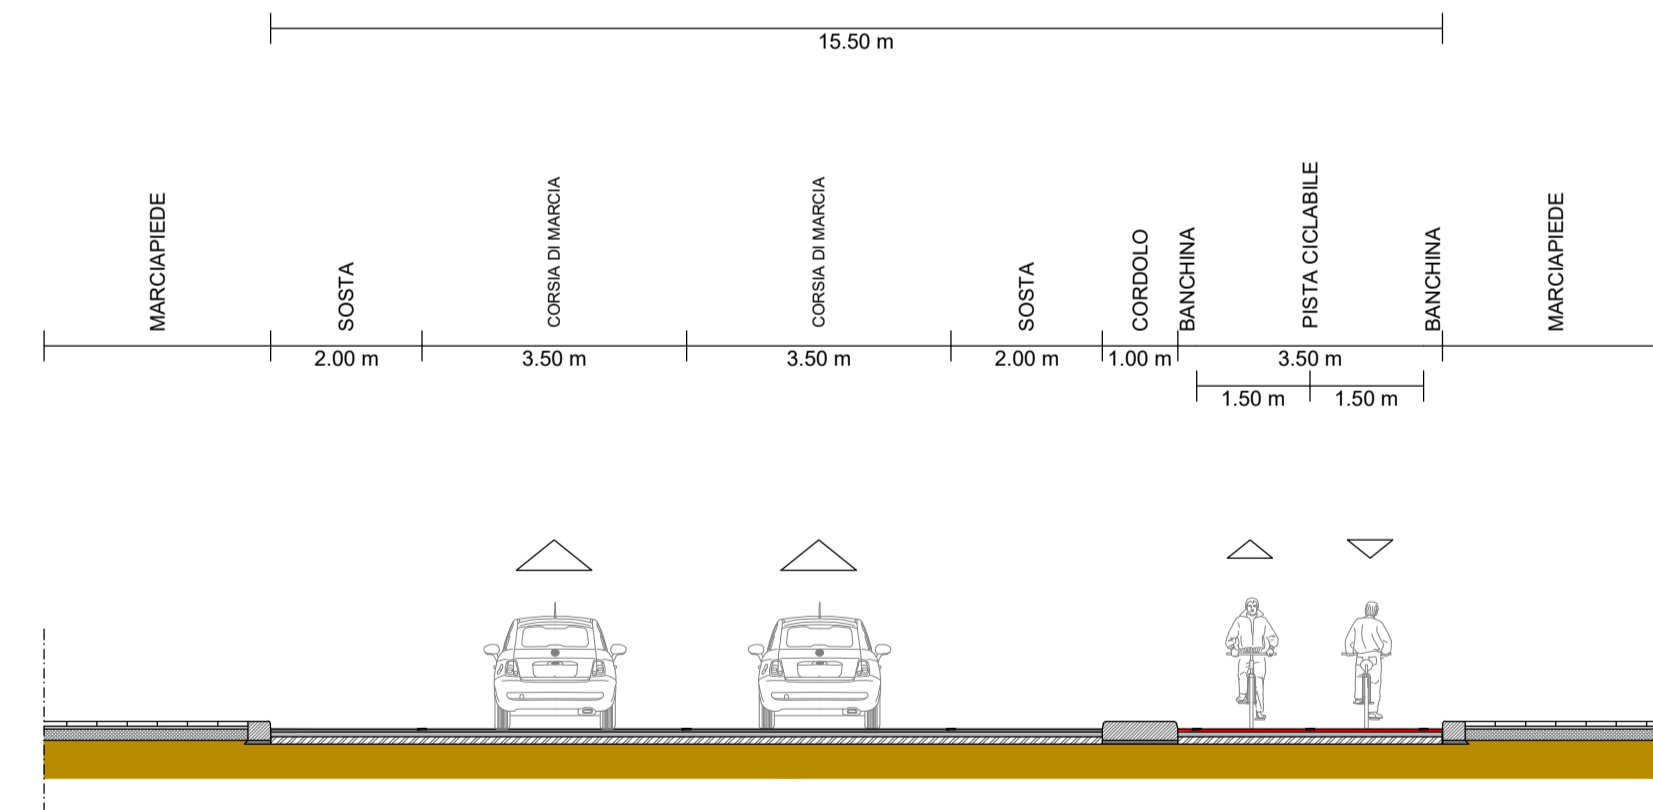 15.50 m
MARCIAPIEDE
SOSTA
CORSIA DI MARCIA
CORSIA DI MARCIA
SOSTA
CORDOLO
BANCHINA
PISTA CICLABILE
BANCHINA
MARCIAPIEDE
2.00 m
3.50 m
3.50 m
2.00 m
1.00 m
3.50 m
1.50 m
1.50 m